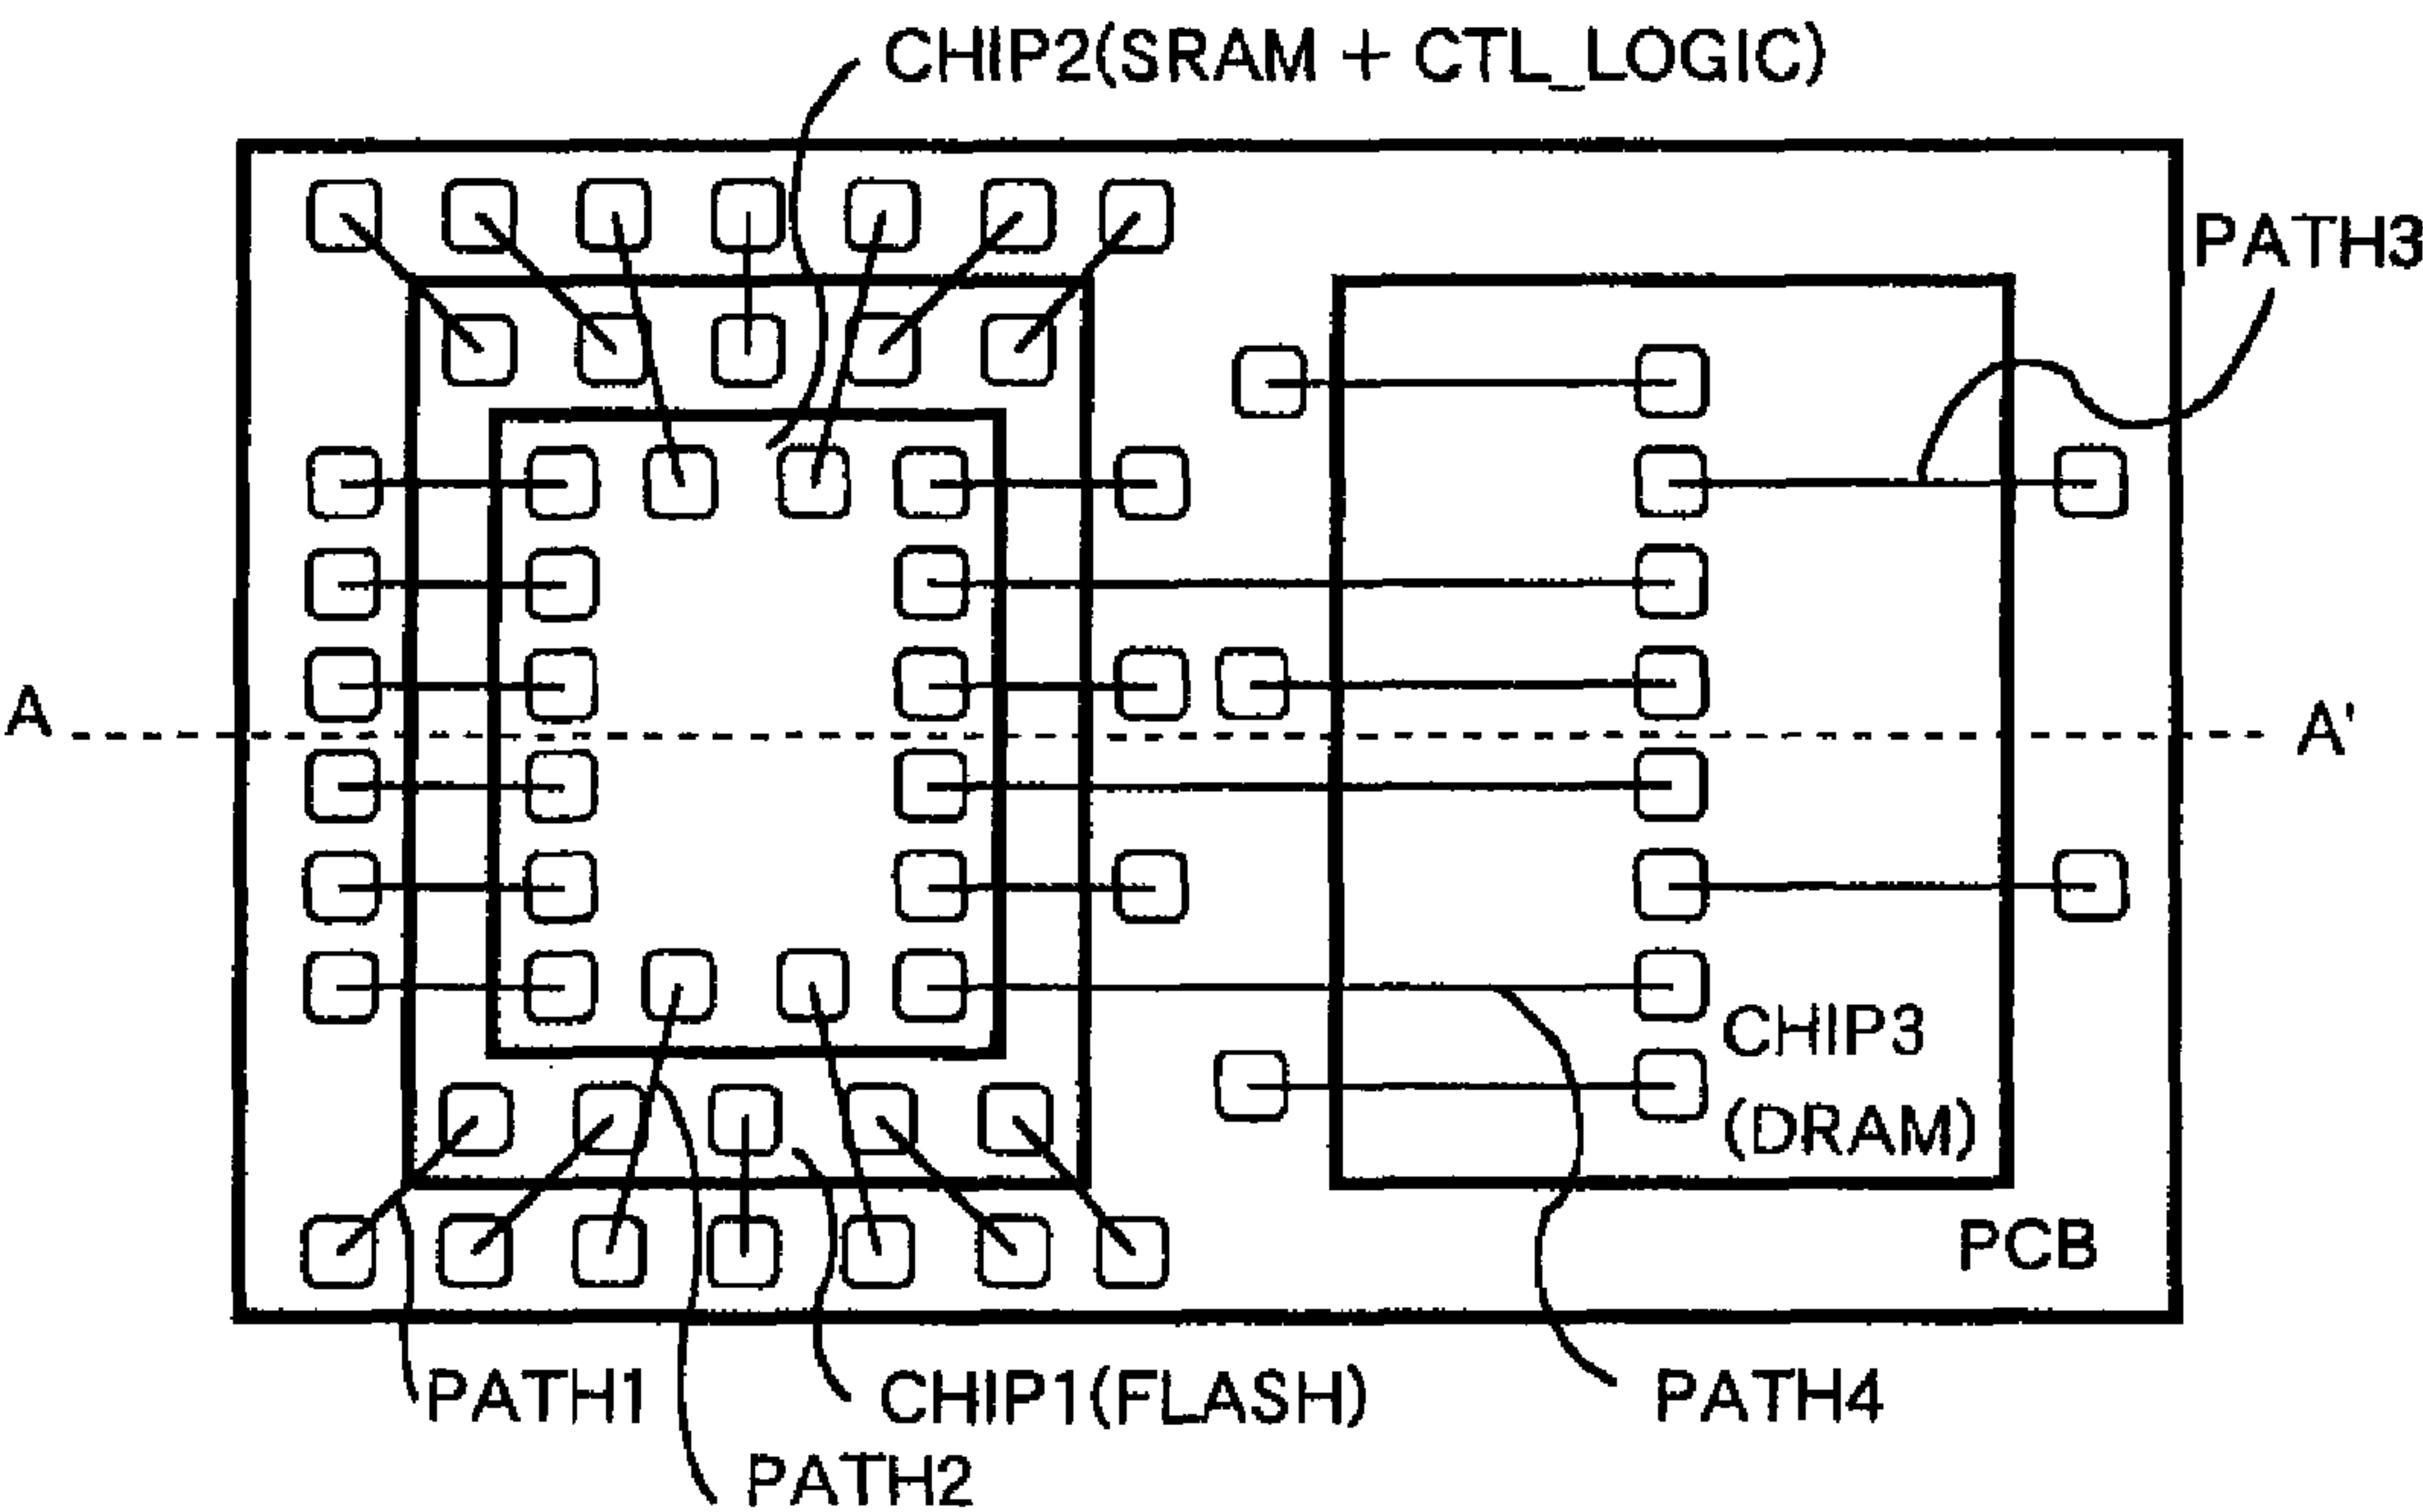 CHIP2(SRAM + CTL_LOGIC)
PATH3
A
A'
CHIP3
(DRAM)
PCB
PATH1
CHIP1(FLASH)
PATH4
PATH2